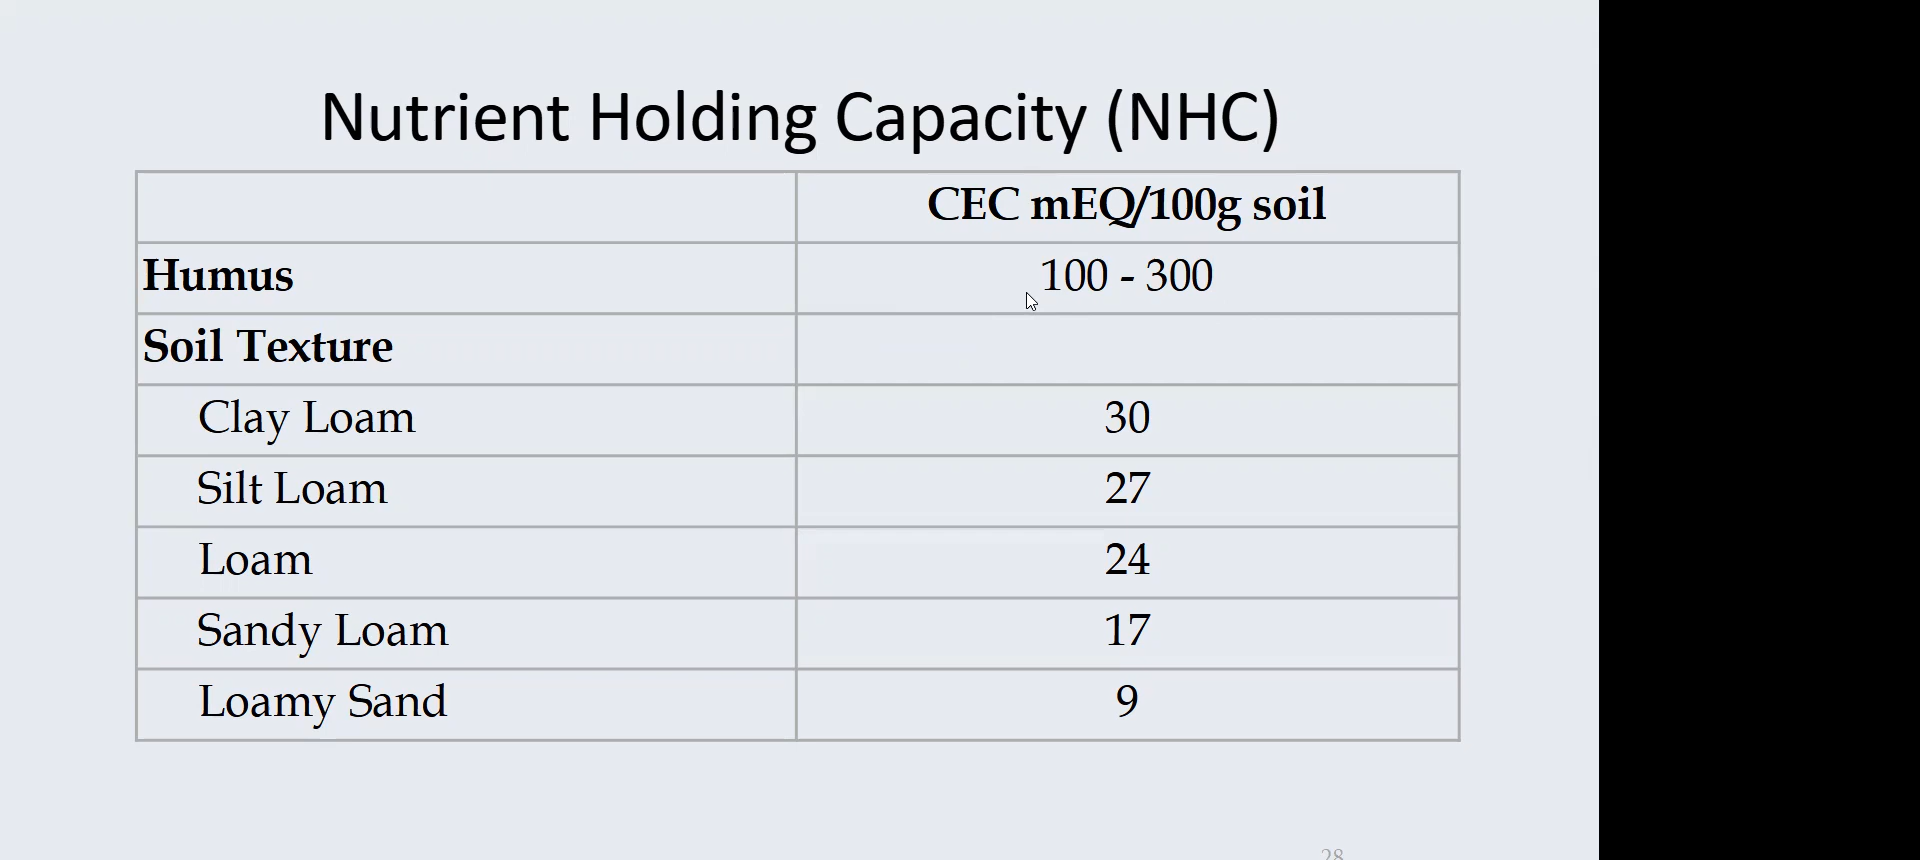 Nutrient Holding Capacity (NHC)
CEC mEQ/100g soil
Humus 100 - 300
Soil Texture
Clay Loam 30
Silt Loam 27
Loam 24
Sandy Loam 17
Loamy Sand 9
28